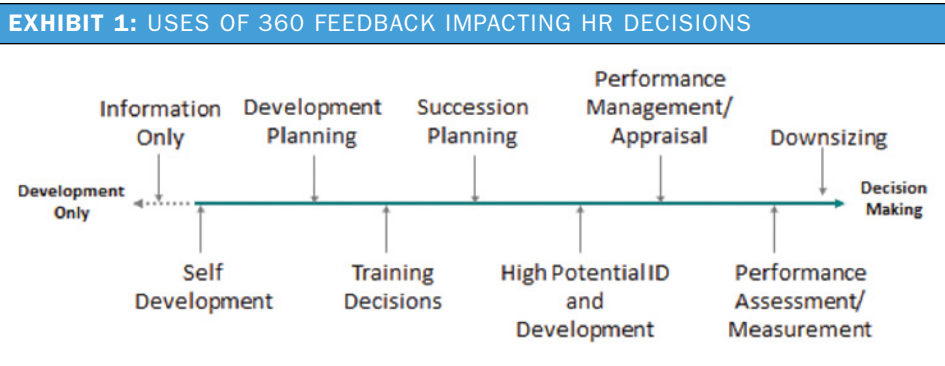 EXHIBIT 1: USES OF 360 FEEDBACK IMPACTING HR DECISIONS
Information
Only
Development
Planning
Succession
Planning
Performance
Management/
Appraisal
Downsizing
Development
Only
Decision
Making
Self
Development
Training
Decisions
High Potential ID
and
Development
Performance
Assessment/
Measurement